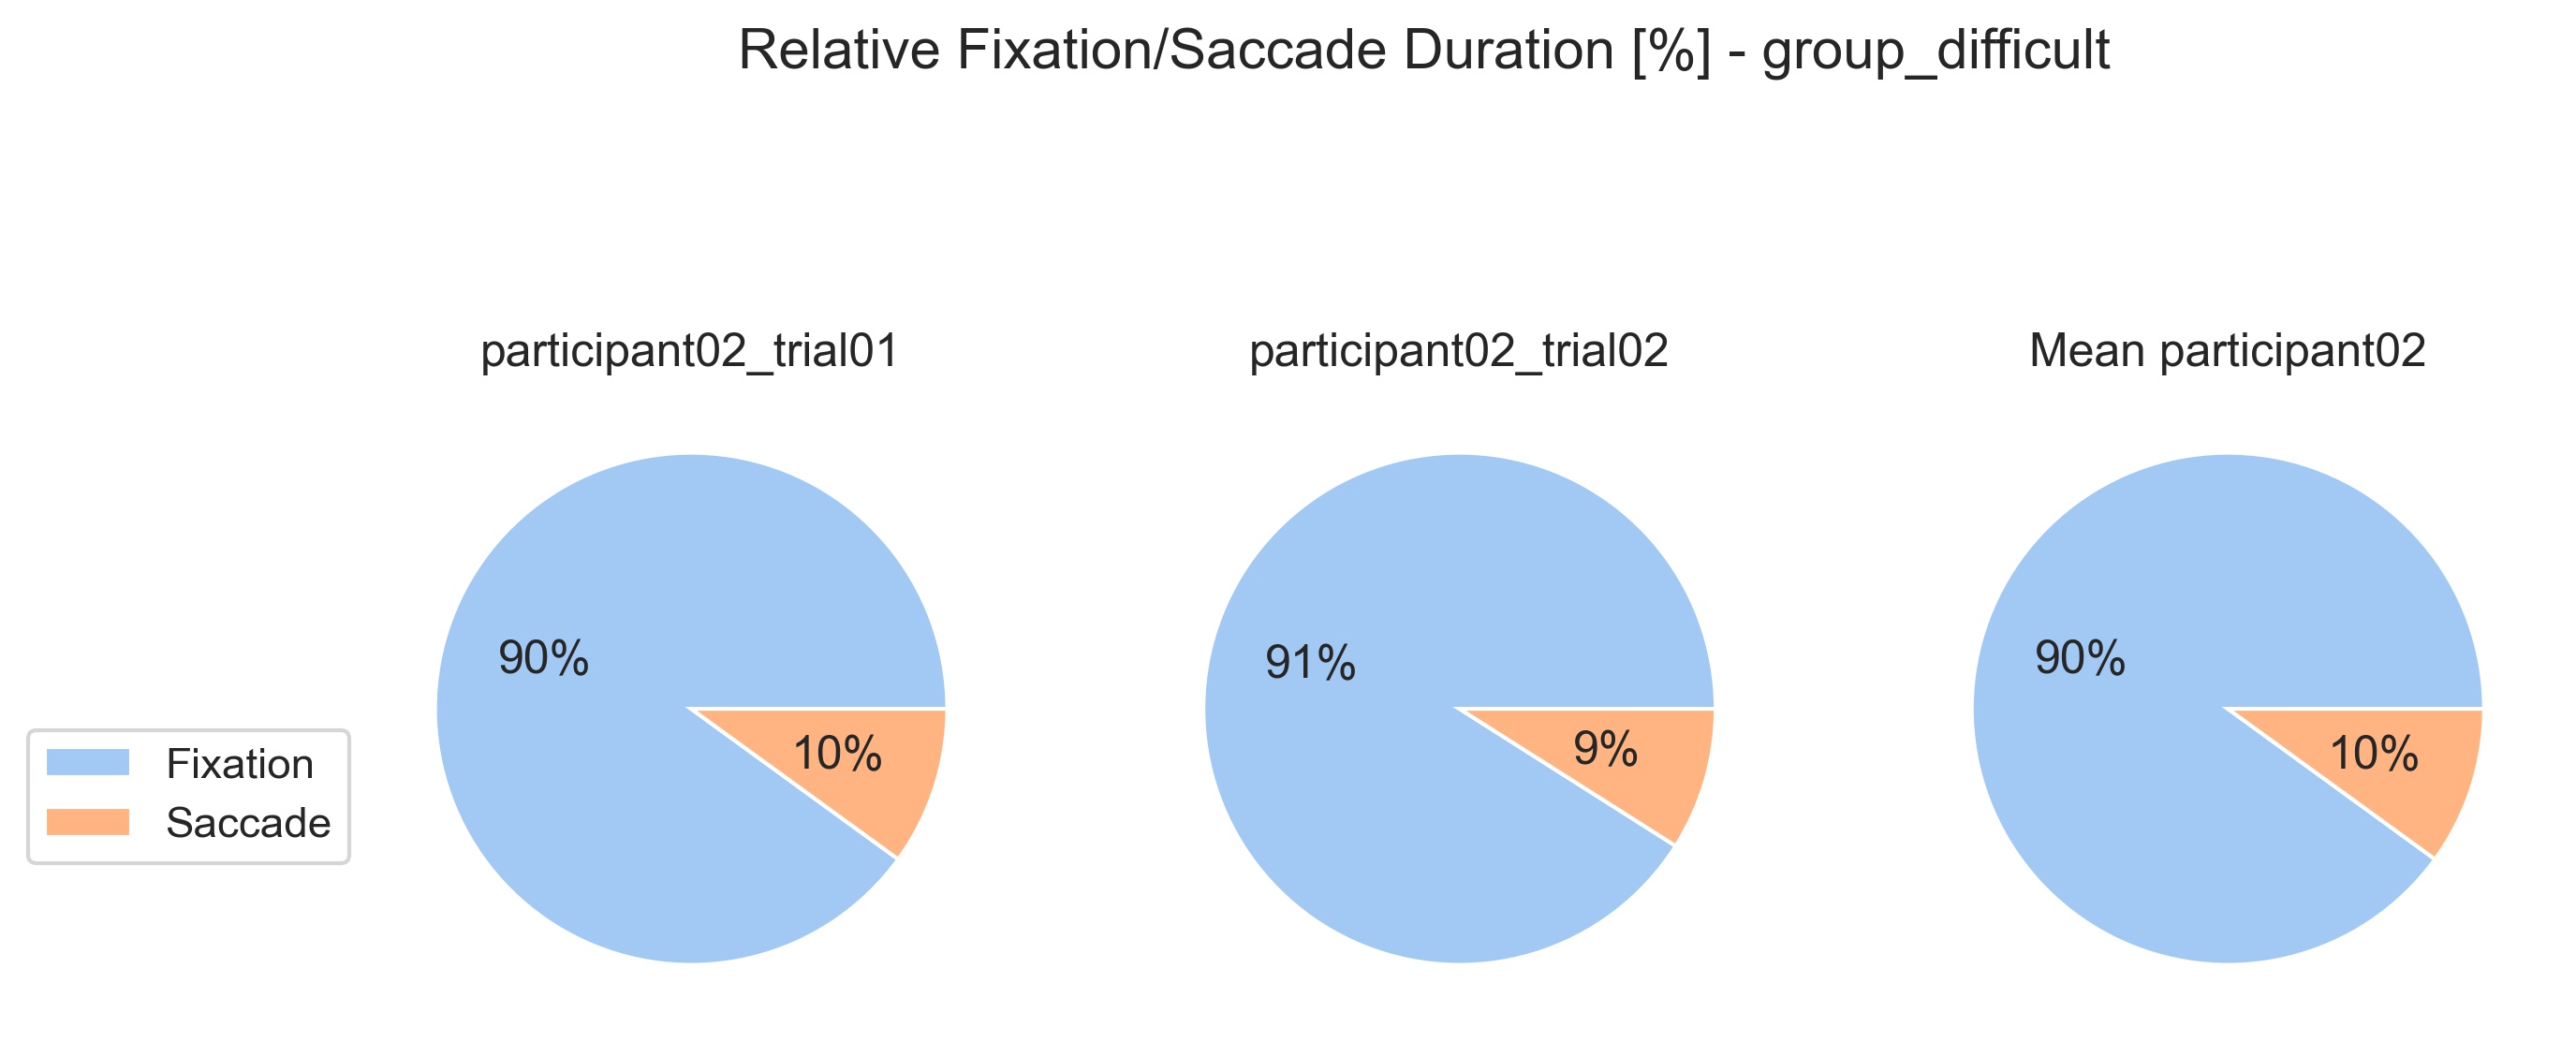 Relative Fixation/Saccade Duration [%] - group_difficult
participant02_trial01
participant02_trial02
Mean participant02
90%
10%
91%
9%
90%
10%
Fixation
Saccade